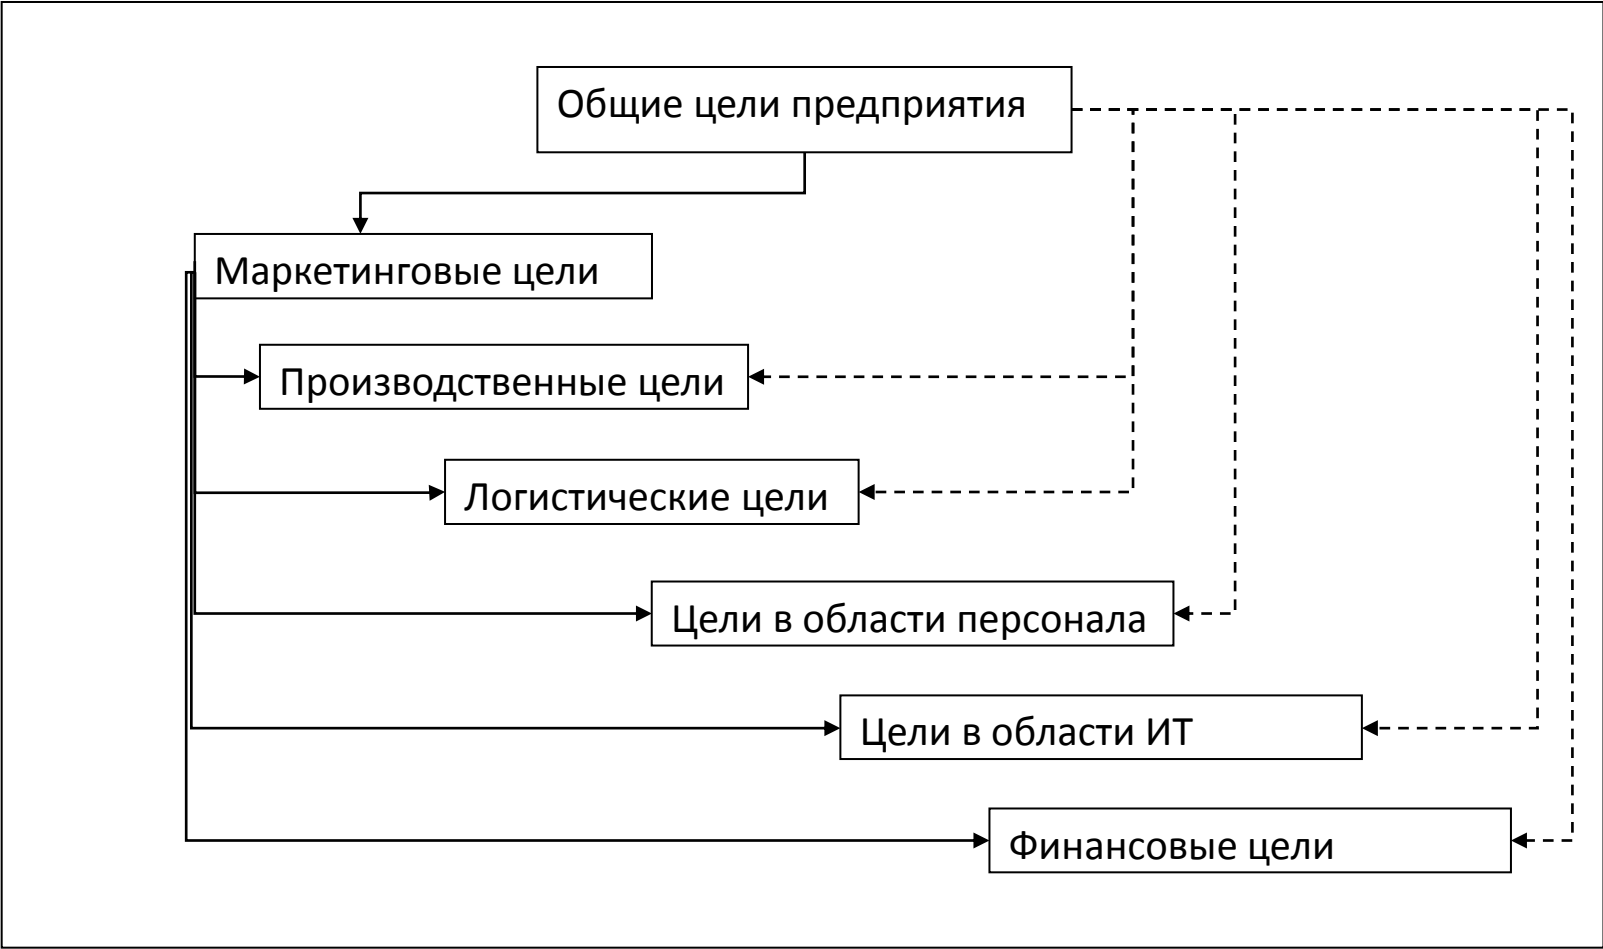 Общие цели предприятия
Маркетинговые цели
Производственные цели
Логистические цели
Цели в области персонала
Цели в области ИТ
Финансовые цели